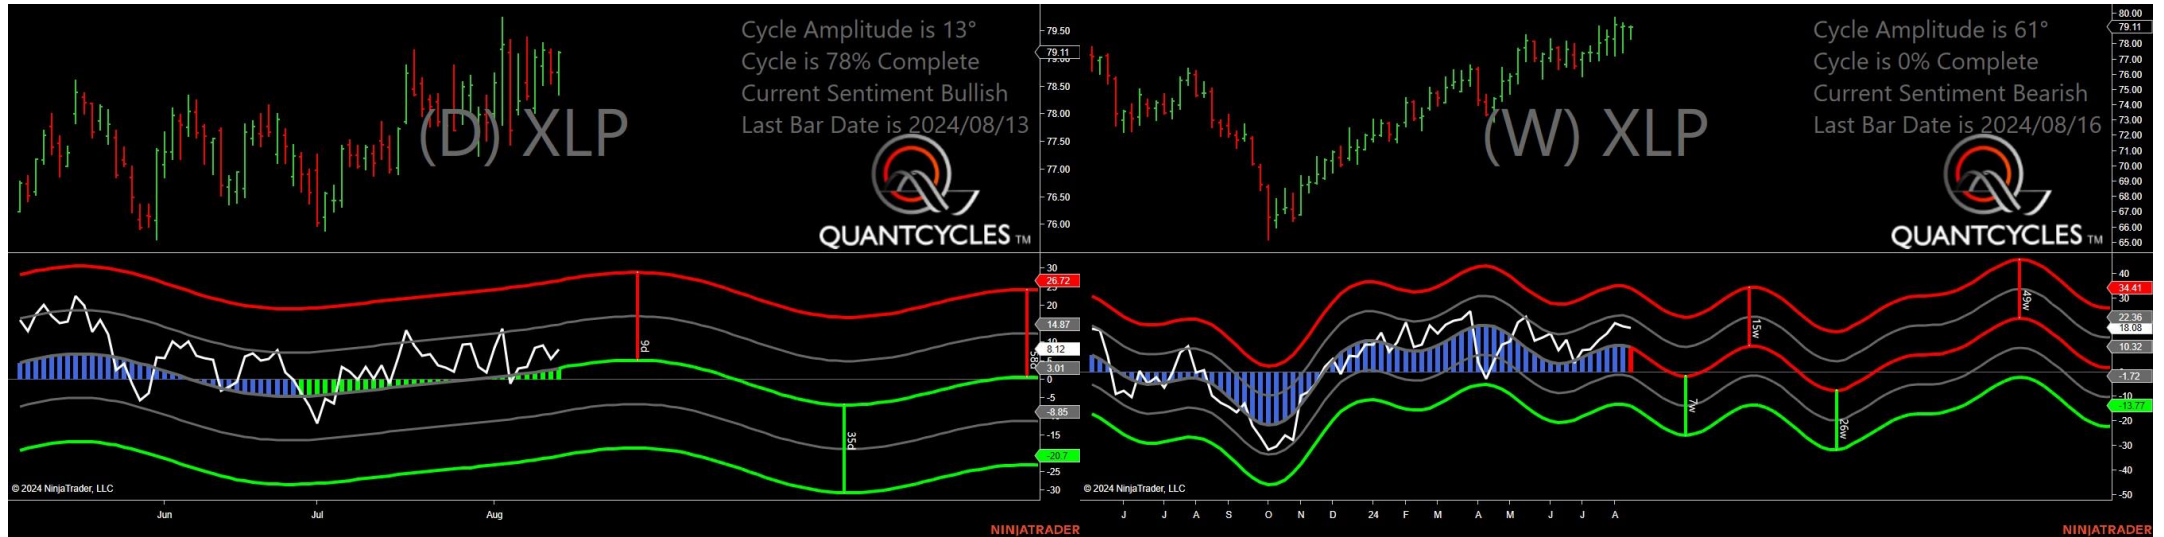 Cycle Amplitude is 13°
Cycle is 78% Complete
Current Sentiment Bullish
Last Bar Date is 2024/08/13
(D) XLP
QUANTCYCLES TM
79.50
79.11
79.00
78.50
78.00
77.50
77.00
76.50
76.00
30
26.72
25
20
14.87
8.12
5
3.01
0
-5
-8.85
-15
-20.7
-25
-30
9d
35d
58d
© 2024 NinjaTrader, LLC
Jun
Jul
Aug
NINJATRADER
Cycle Amplitude is 61°
Cycle is 0% Complete
Current Sentiment Bearish
Last Bar Date is 2024/08/16
(W) XLP
QUANTCYCLES TM
80.00
79.11
78.00
77.00
76.00
75.00
74.00
73.00
72.00
71.00
70.00
69.00
68.00
67.00
66.00
65.00
40
34.41
30
22.36
18.08
10.32
-1.72
-10
-13.77
-20
-30
-40
-50
7w
15w
26w
49w
© 2024 NinjaTrader, LLC
J
J
A
S
O
N
D
24
F
M
A
M
J
J
A
NINJATRADER